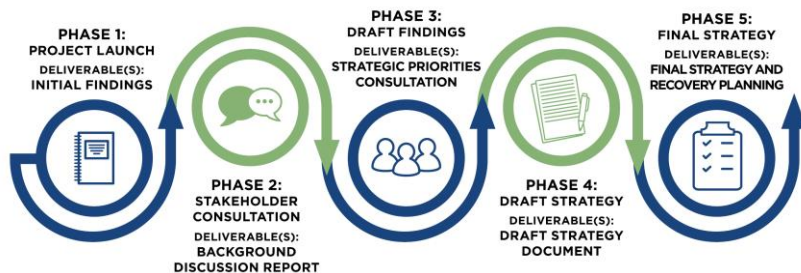 PHASE 1:
PROJECT LAUNCH
DELIVERABLE(S):
INITIAL FINDINGS
PHASE 2:
STAKEHOLDER
CONSULTATION
DELIVERABLE(S):
BACKGROUND
DISCUSSION REPORT
PHASE 3:
DRAFT FINDINGS
DELIVERABLE(S):
STRATEGIC PRIORITIES
CONSULTATION
PHASE 4:
DRAFT STRATEGY
DELIVERABLE(S):
DRAFT STRATEGY
DOCUMENT
PHASE 5:
FINAL STRATEGY
DELIVERABLE(S):
FINAL STRATEGY AND
RECOVERY PLANNING